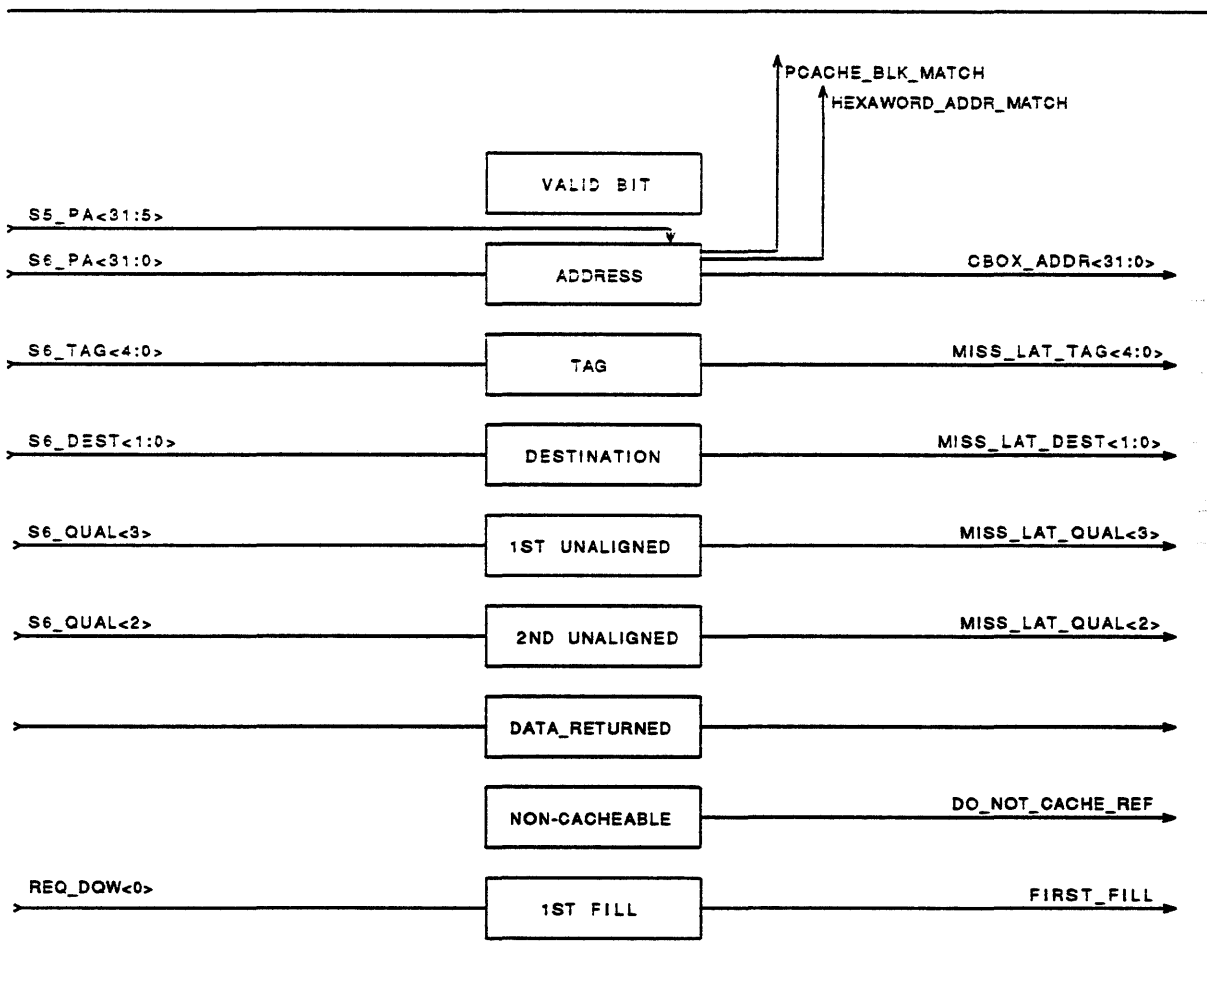 PCACHE_BLK_MATCH
HEXAWORD_ADDR_MATCH
VALID BIT
S5_PA<31:5>
S6_PA<31:0>
ADDRESS
CBOX_ADDR<31:0>
S6_TAG<4:0>
TAG
MISS_LAT_TAG<4:0>
S6_DEST<1:0>
DESTINATION
MISS_LAT_DEST<1:0>
S6_QUAL<3>
1ST UNALIGNED
MISS_LAT_QUAL<3>
S6_QUAL<2>
2ND UNALIGNED
MISS_LAT_QUAL<2>
DATA_RETURNED
NON-CACHEABLE
DO_NOT_CACHE_REF
REQ_DQW<0>
1ST FILL
FIRST_FILL